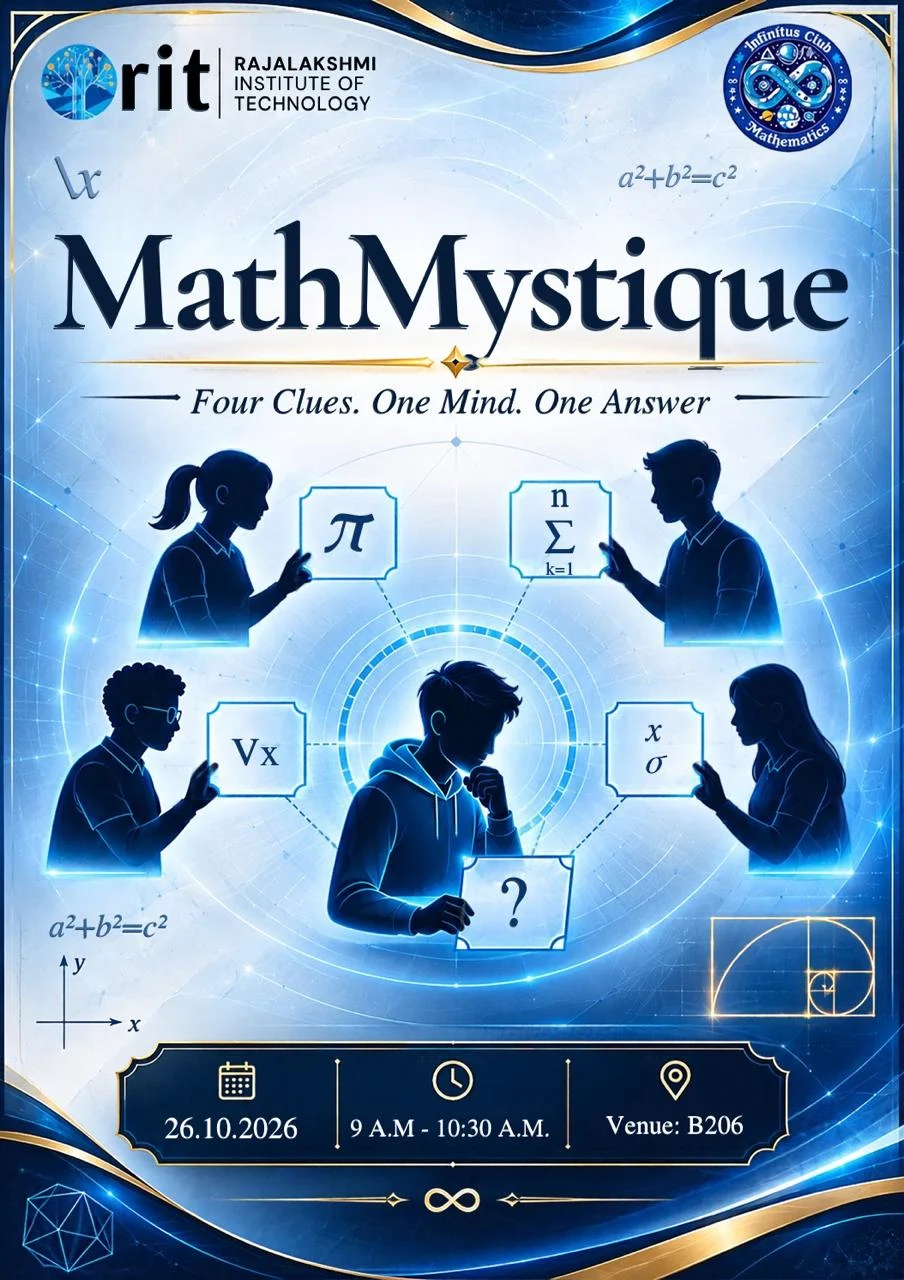 rit
RAJALAKSHMI
INSTITUTE OF
TECHNOLOGY
Infinitus Club
Mathematics
\x
a²+b²=c²
MathMystique
Four Clues. One Mind. One Answer
π
n
Σ
k=1
Vx
x
σ
?
a²+b²=c²
y
x
26.10.2026
9 A.M - 10:30 A.M.
Venue: B206
∞